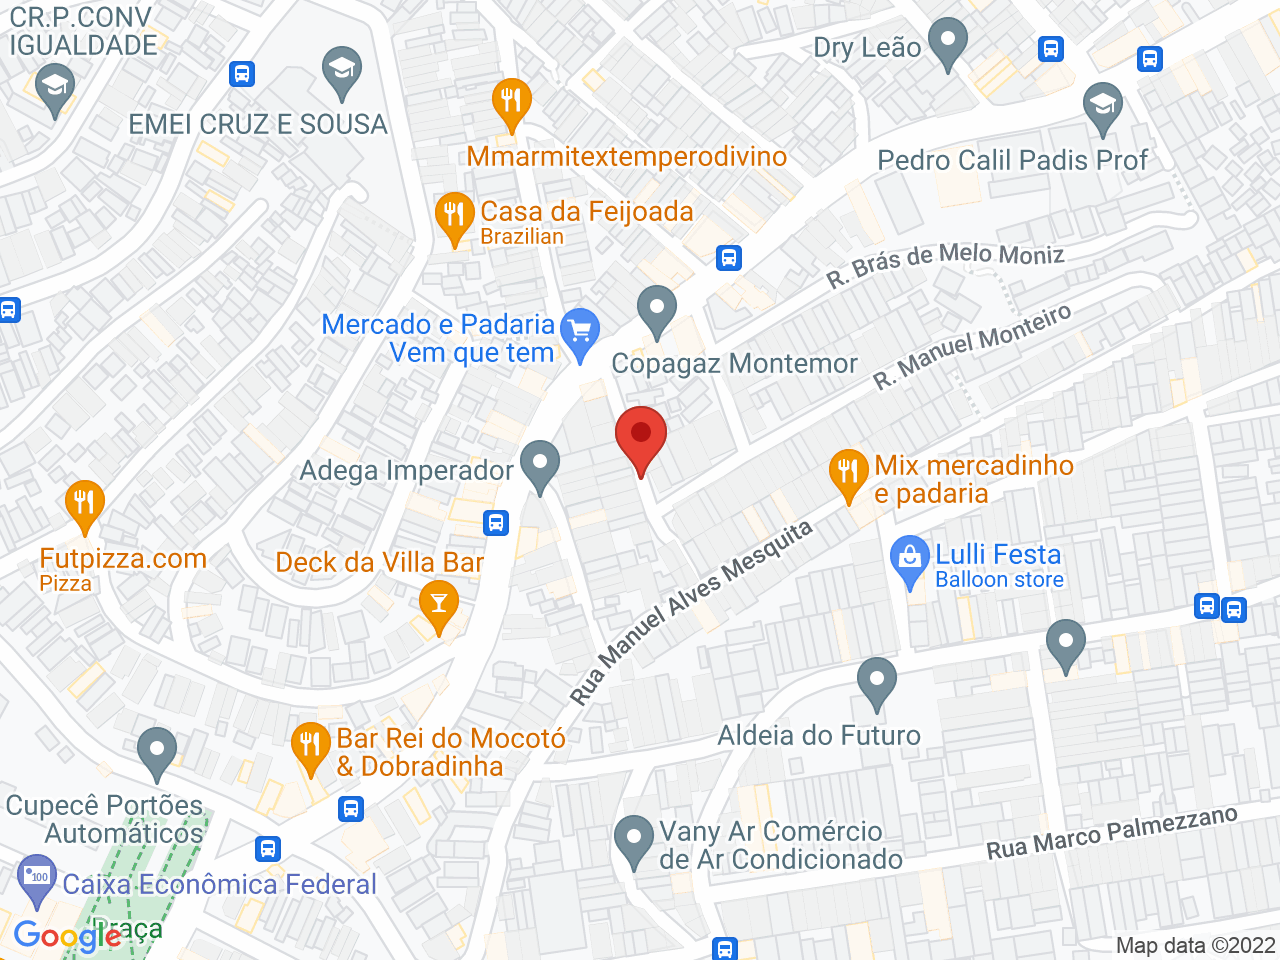 CR.P.CONV
IGUALDADE
Dry Leão
EMEI CRUZ E SOUSA
Mmarmitextemperodivino
Pedro Calil Padis Prof
Casa da Feijoada
Brazilian
R. Brás de Melo Moniz
Mercado e Padaria
Vem que tem
Copagaz Montemor
R. Manuel Monteiro
Adega Imperador
Mix mercadinho
e padaria
Futpizza.com
Pizza
Deck da Villa Bar
Lulli Festa
Balloon store
Rua Manuel Alves Mesquita
Bar Rei do Mocotó
& Dobradinha
Aldeia do Futuro
Cupecê Portões
Automáticos
Vany Ar Comércio
de Ar Condicionado
Rua Marco Palmezzano
100
Caixa Econômica Federal
Praça
Google
Map data ©2022